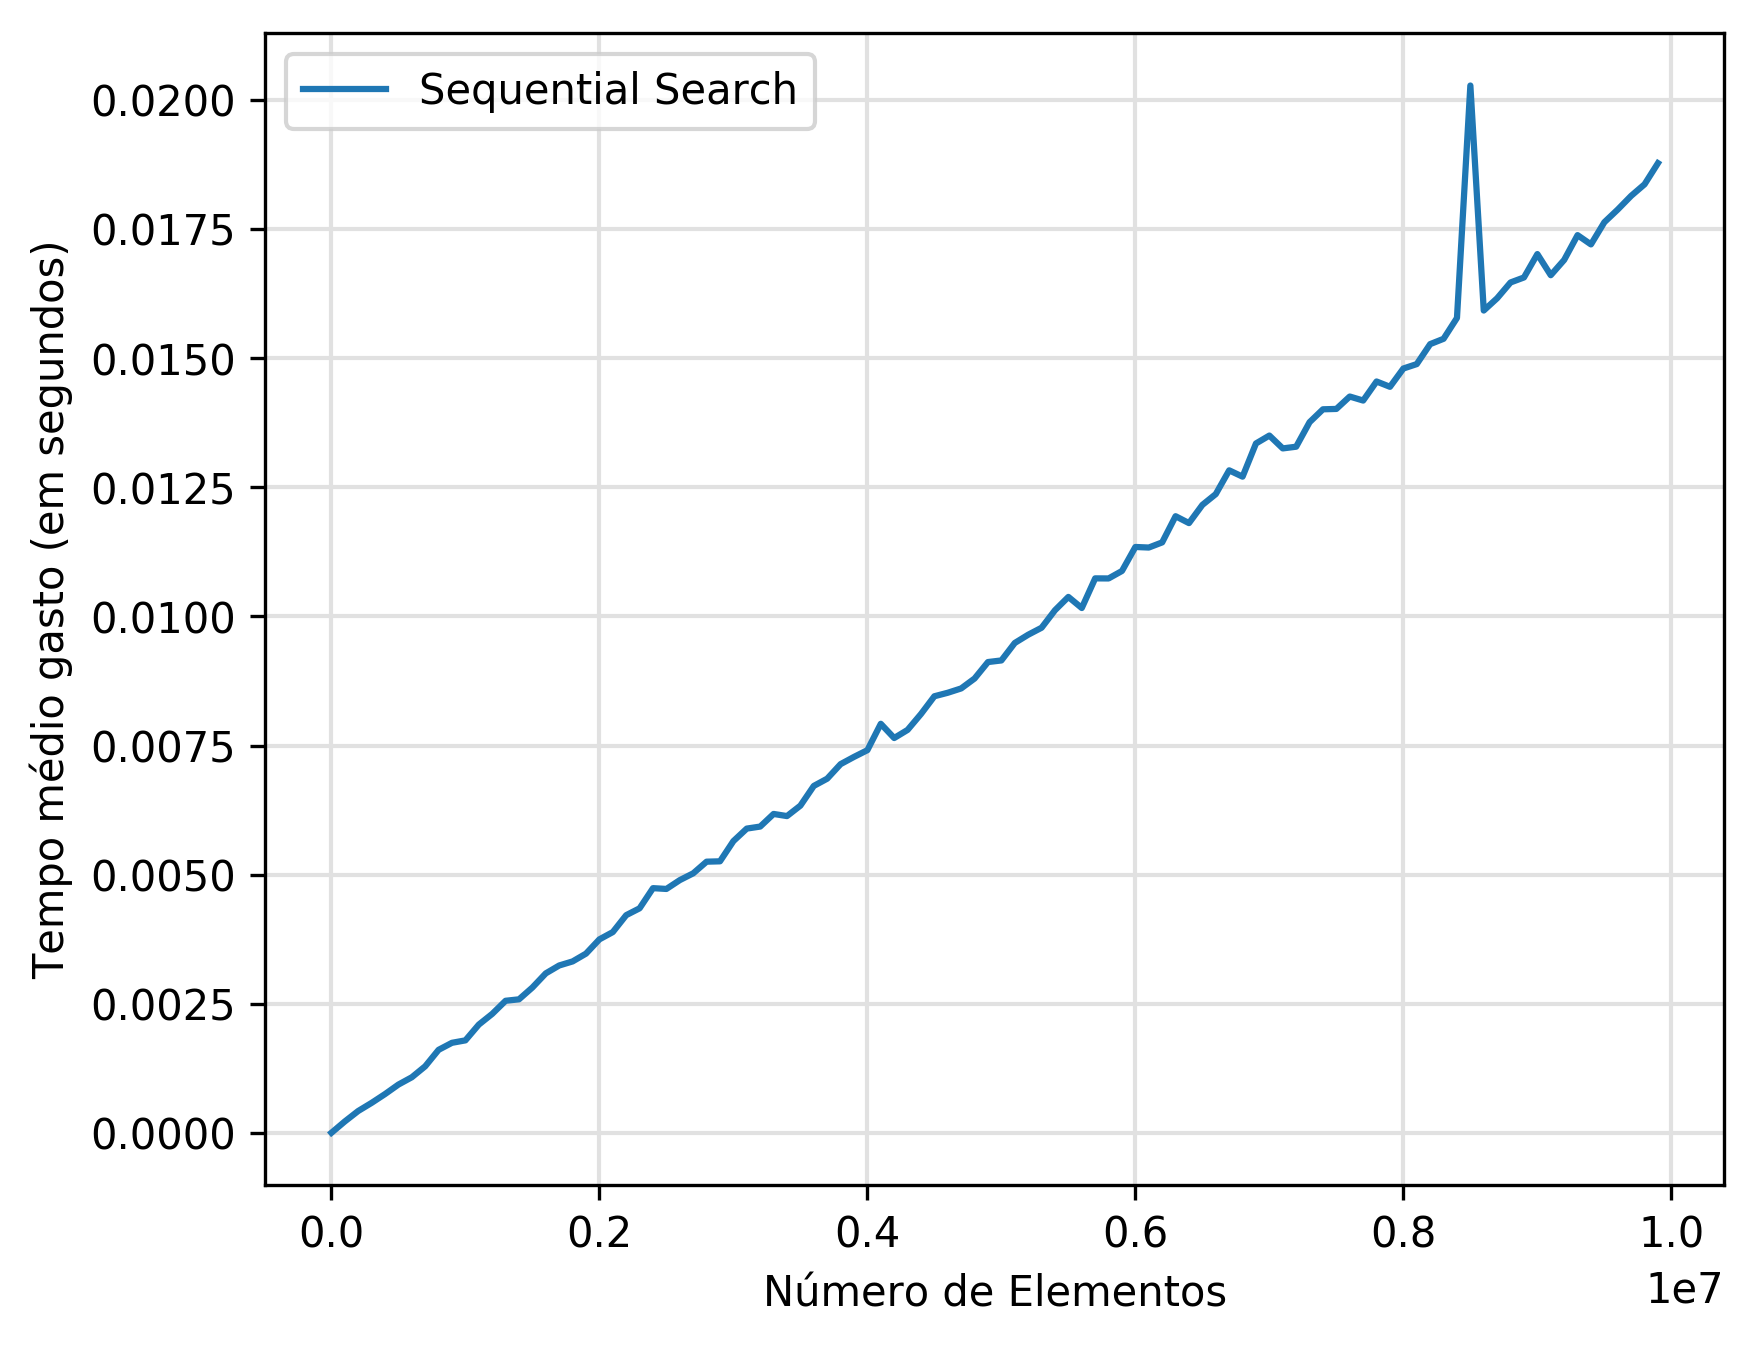 Sequential Search
0.0200
0.0175
0.0150
0.0125
0.0100
0.0075
0.0050
0.0025
0.0000
Tempo médio gasto (em segundos)
0.0 0.2 0.4 0.6 0.8 1.0
1e7
Número de Elementos